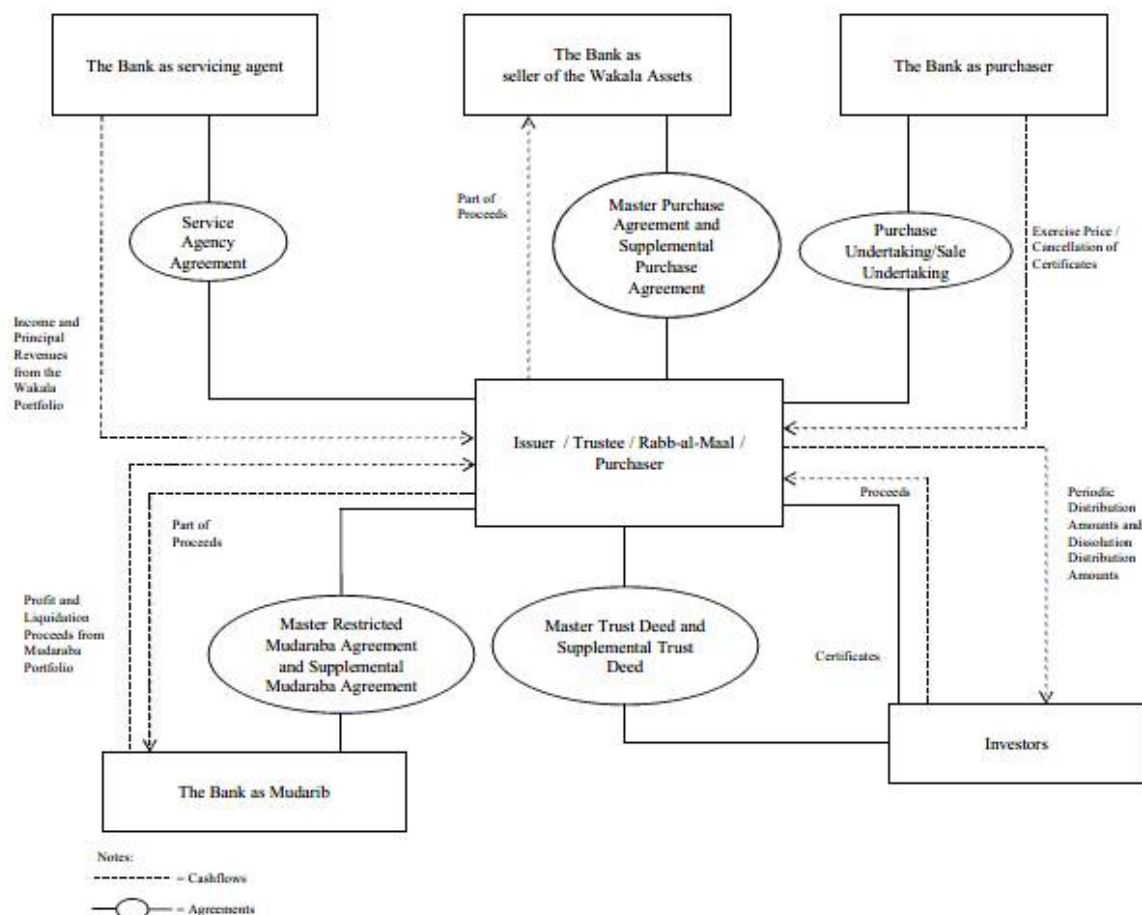 The Bank as servicing agent
The Bank as
seller of the Wakala Assets
The Bank as purchaser
Part of
Proceeds
Service
Agency
Agreement
Master Purchase
Agreement and
Supplemental
Purchase
Agreement
Purchase
Undertaking/Sale
Undertaking
Exercise Price /
Cancellation of
Certificates
Income and
Principal
Revenues
from the
Wakala
Portfolio
Issuer / Trustee / Rabb-al-Maal /
Purchaser
Part of
Proceeds
Proceeds
Periodic
Distribution
Amounts and
Dissolution
Distribution
Amounts
Profit and
Liquidation
Proceeds from
Mudaraba
Portfolio
Master Restricted
Mudaraba Agreement
and Supplemental
Mudaraba Agreement
Master Trust Deed and
Supplemental Trust
Deed
Certificates
Investors
The Bank as Mudarib
Notes:
= Cashflows
= Agreements